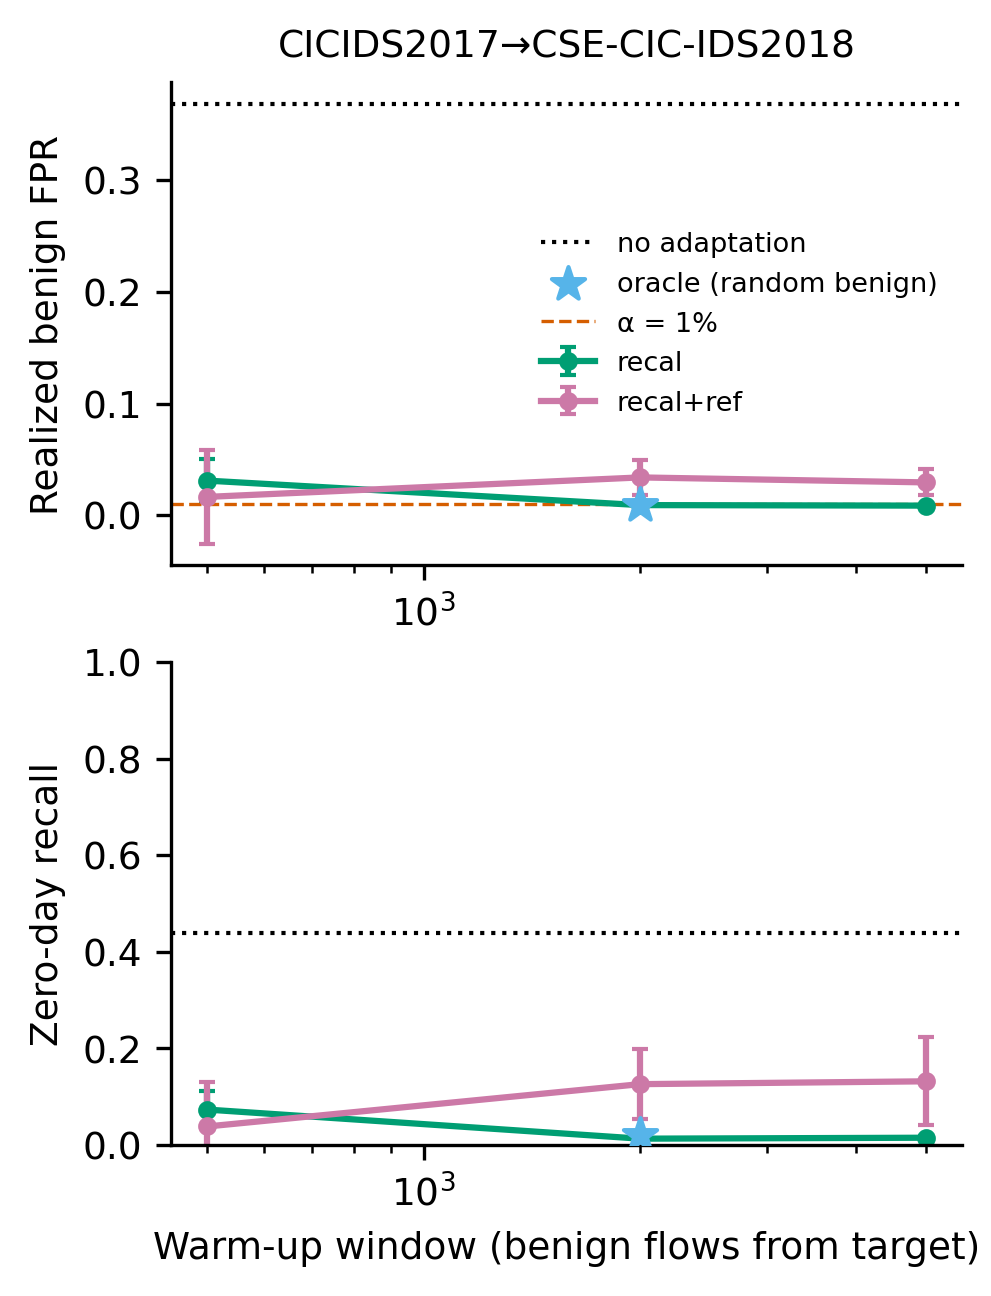 CICIDS2017→CSE-CIC-IDS2018
Realized benign FPR
0.3
0.2
0.1
0.0
no adaptation
oracle (random benign)
α = 1%
recal
recal+ref
10³
Zero-day recall
1.0
0.8
0.6
0.4
0.2
0.0
10³
Warm-up window (benign flows from target)